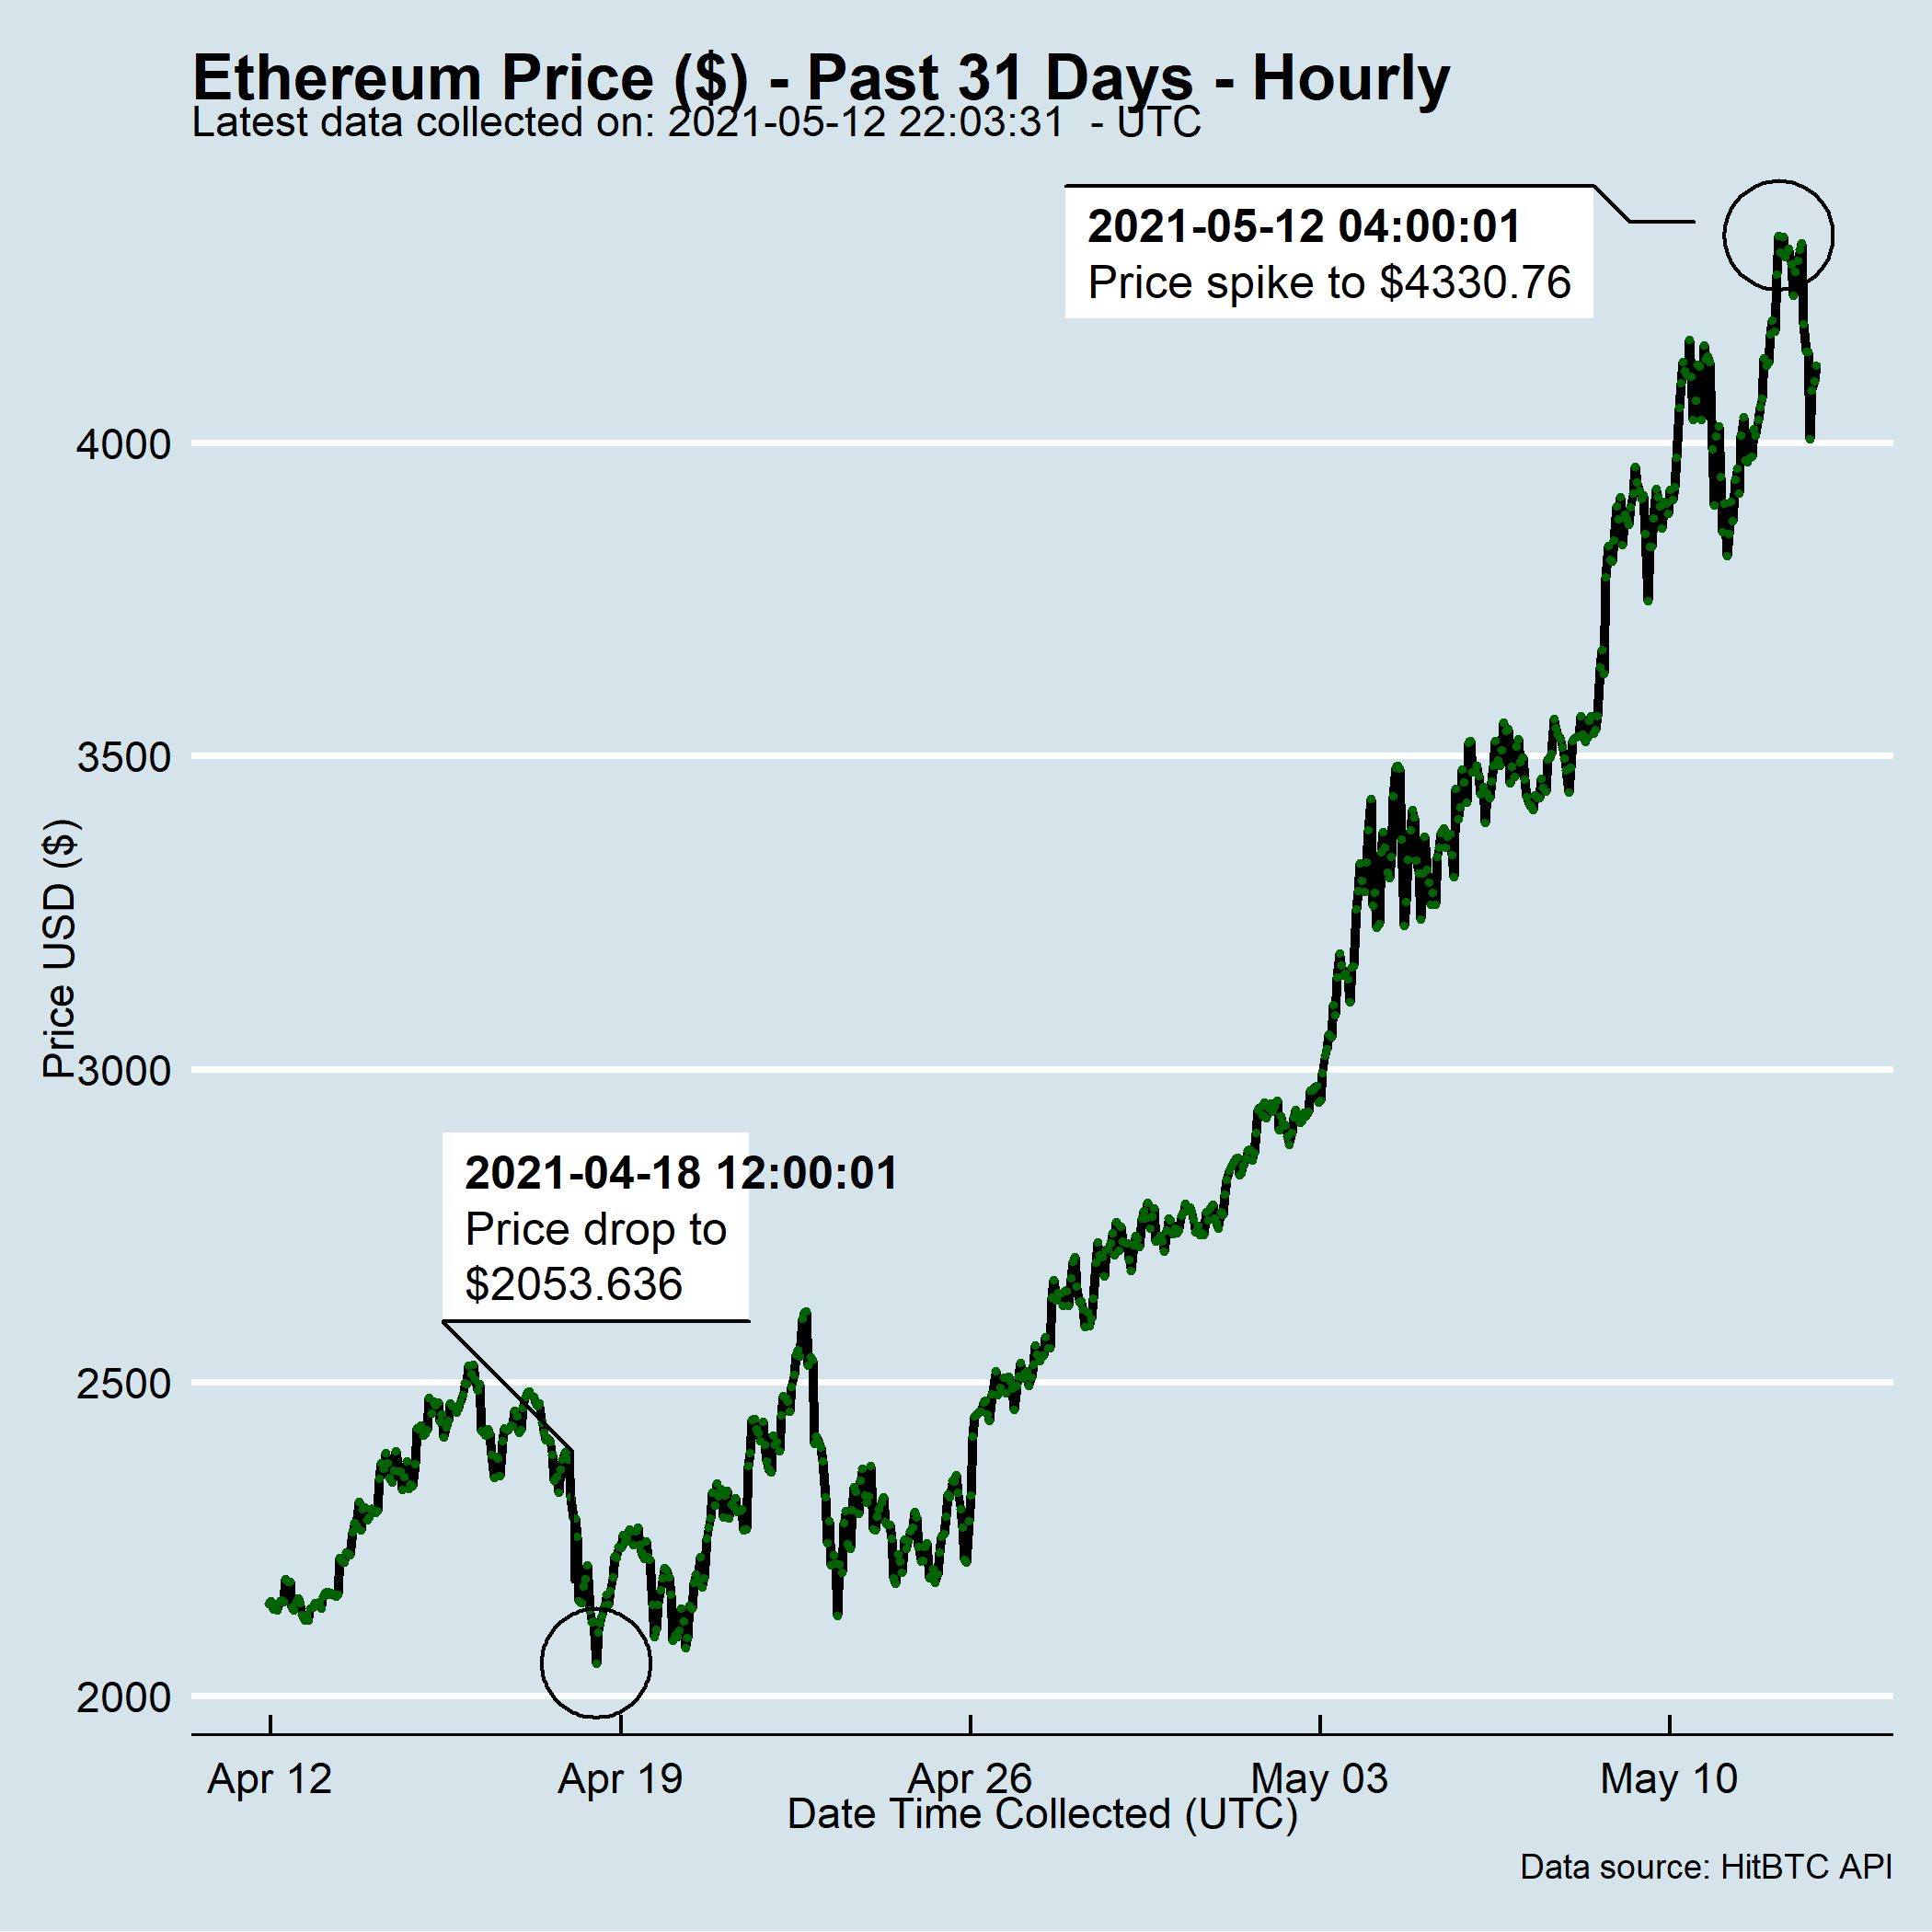 Ethereum Price ($) - Past 31 Days - Hourly
Latest data collected on: 2021-05-12 22:03:31  - UTC
2021-05-12 04:00:01
Price spike to $4330.76
4000
3500
3000
2500
2000
Price USD ($)
2021-04-18 12:00:01
Price drop to
$2053.636
Apr 12
Apr 19
Apr 26
May 03
May 10
Date Time Collected (UTC)
Data source: HitBTC API